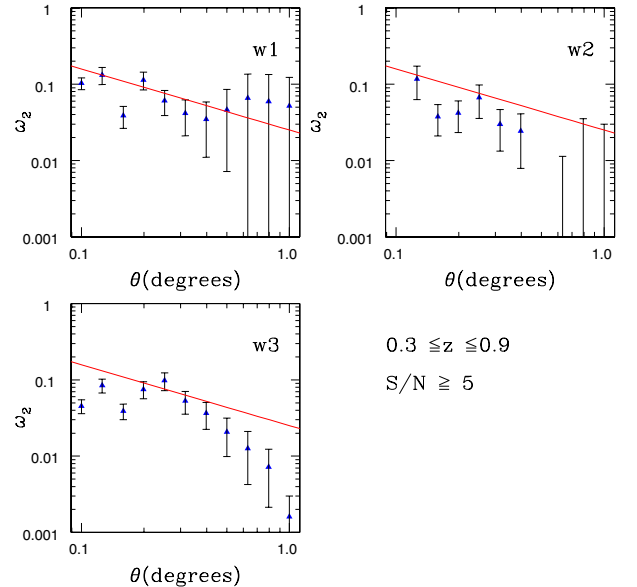 w1
1
0.1
0.01
0.001
ω₂
0.1
1.0
θ(degrees)
w2
1
0.1
0.01
0.001
ω₂
0.1
1.0
θ(degrees)
w3
1
0.1
0.01
0.001
ω₂
0.1
1.0
θ(degrees)
0.3 ≦z ≦0.9
S/N ≧ 5